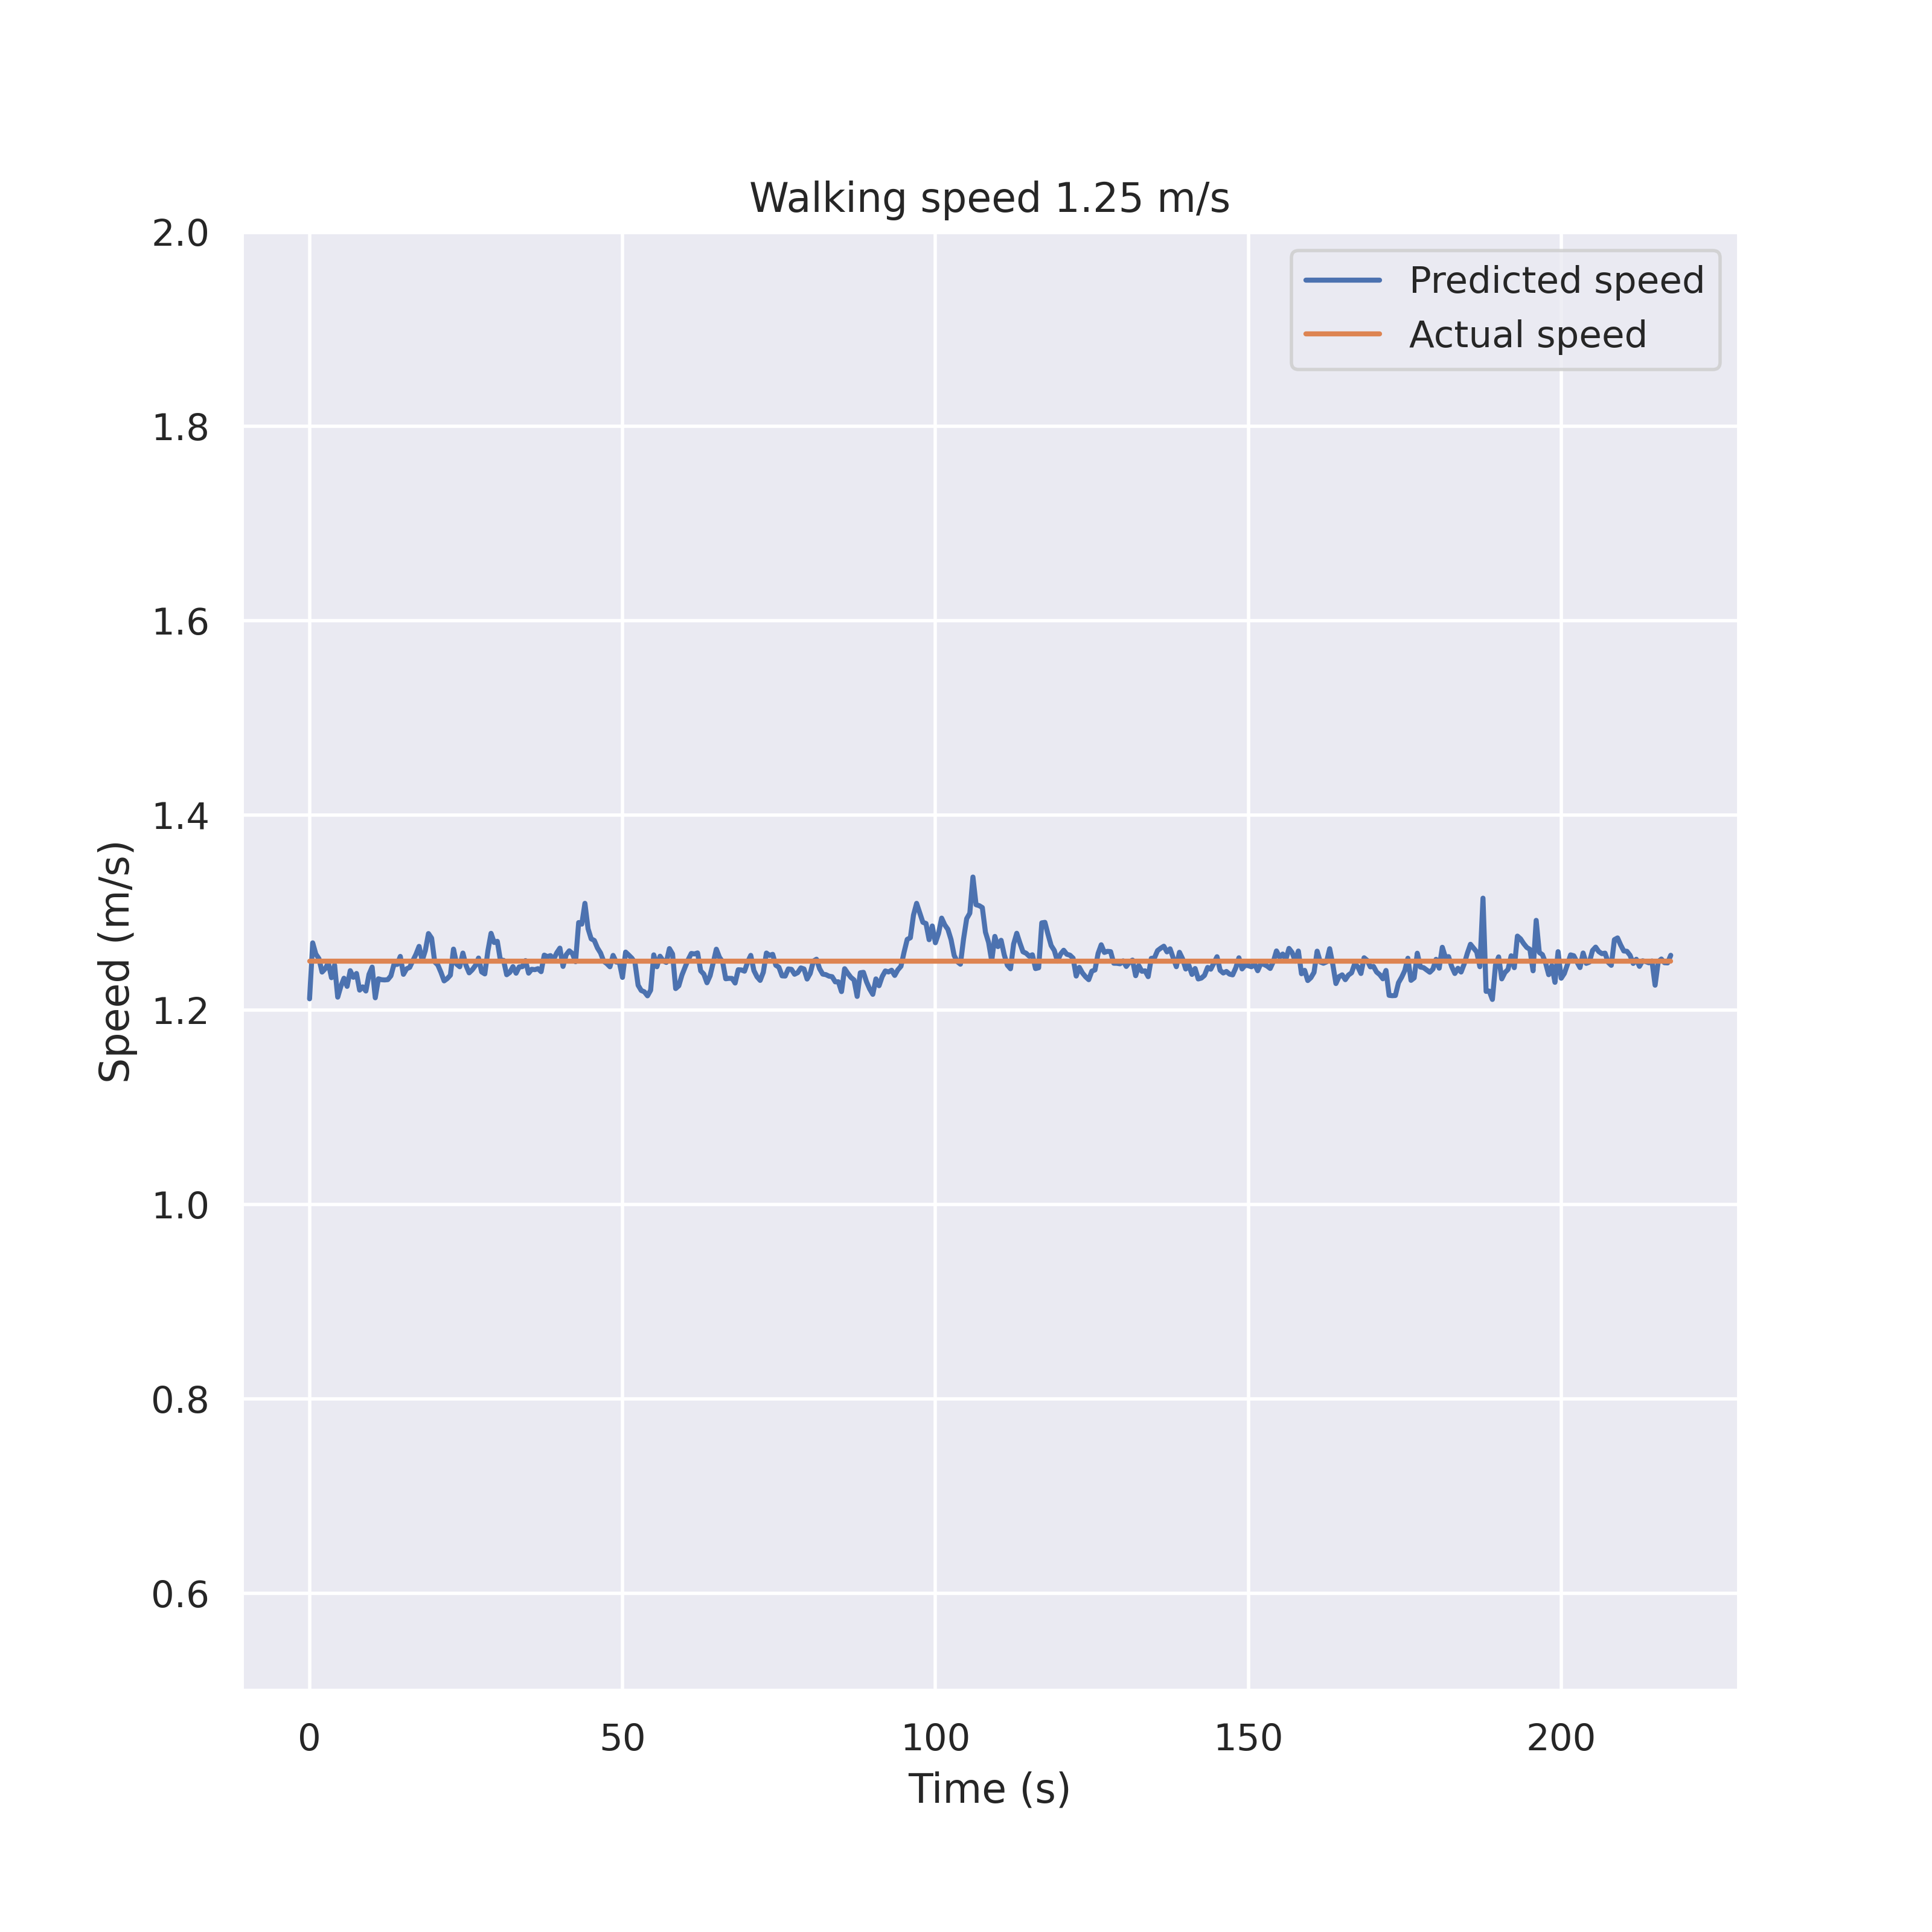 Walking speed 1.25 m/s
2.0
1.8
1.6
1.4
1.2
1.0
0.8
0.6
Speed (m/s)
Predicted speed
Actual speed
0 50 100 150 200
Time (s)